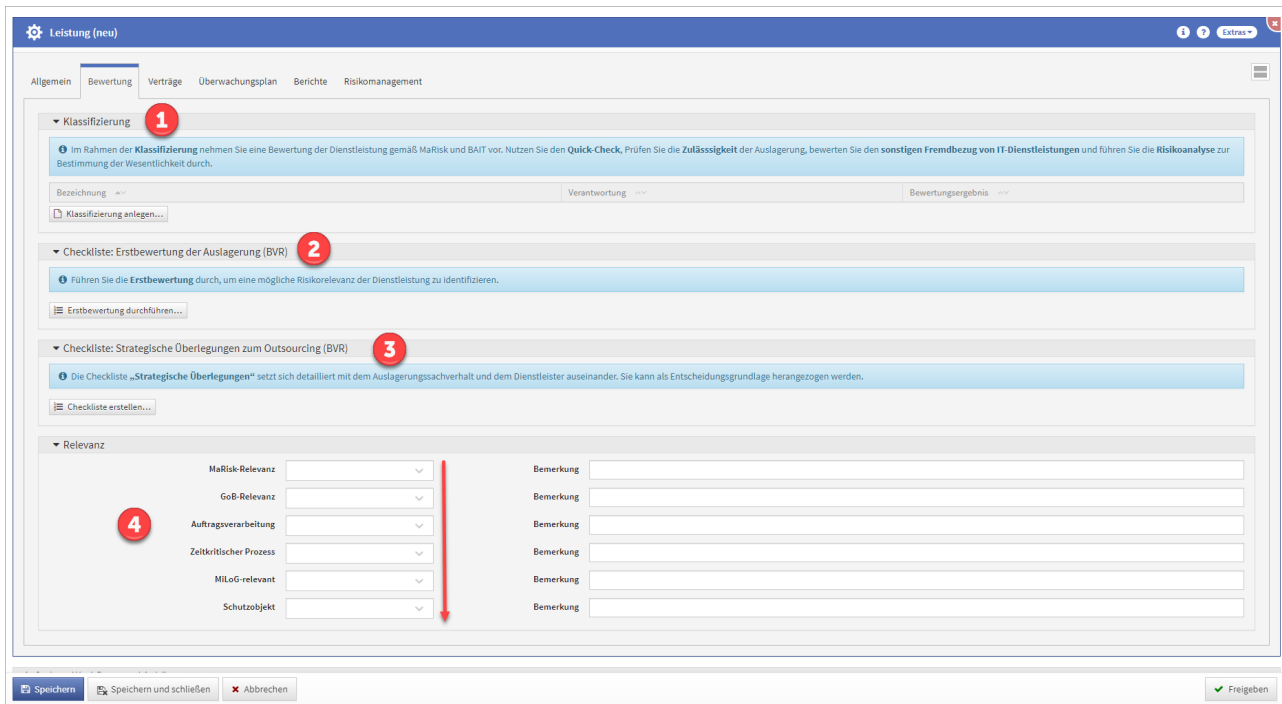 Leistung (neu)
Extras
Allgemein Bewertung Verträge Überwachungsplan Berichte Risikomanagement
Klassifizierung 1
Im Rahmen der Klassifizierung nehmen Sie eine Bewertung der Dienstleistung gemäß MaRisk und BAIT vor. Nutzen Sie den Quick-Check, Prüfen Sie die Zulässsigkeit der Auslagerung, bewerten Sie den sonstigen Fremdbezug von IT-Dienstleistungen und führen Sie die Risikoanalyse zur
Bestimmung der Wesentlichkeit durch.
Bezeichnung Verantwortung Bewertungsergebnis
Klassifizierung anlegen...
Checkliste: Erstbewertung der Auslagerung (BVR) 2
Führen Sie die Erstbewertung durch, um eine mögliche Risikorelevanz der Dienstleistung zu identifizieren.
Erstbewertung durchführen...
Checkliste: Strategische Überlegungen zum Outsourcing (BVR) 3
Die Checkliste „Strategische Überlegungen“ setzt sich detailliert mit dem Auslagerungssachverhalt und dem Dienstleister auseinander. Sie kann als Entscheidungsgrundlage herangezogen werden.
Checkliste erstellen...
Relevanz
MaRisk-Relevanz Bemerkung
GoB-Relevanz Bemerkung
4 Auftragsverarbeitung Bemerkung
Zeitkritischer Prozess Bemerkung
MiLoG-relevant Bemerkung
Schutzobjekt Bemerkung
Speichern Speichern und schließen Abbrechen Freigeben